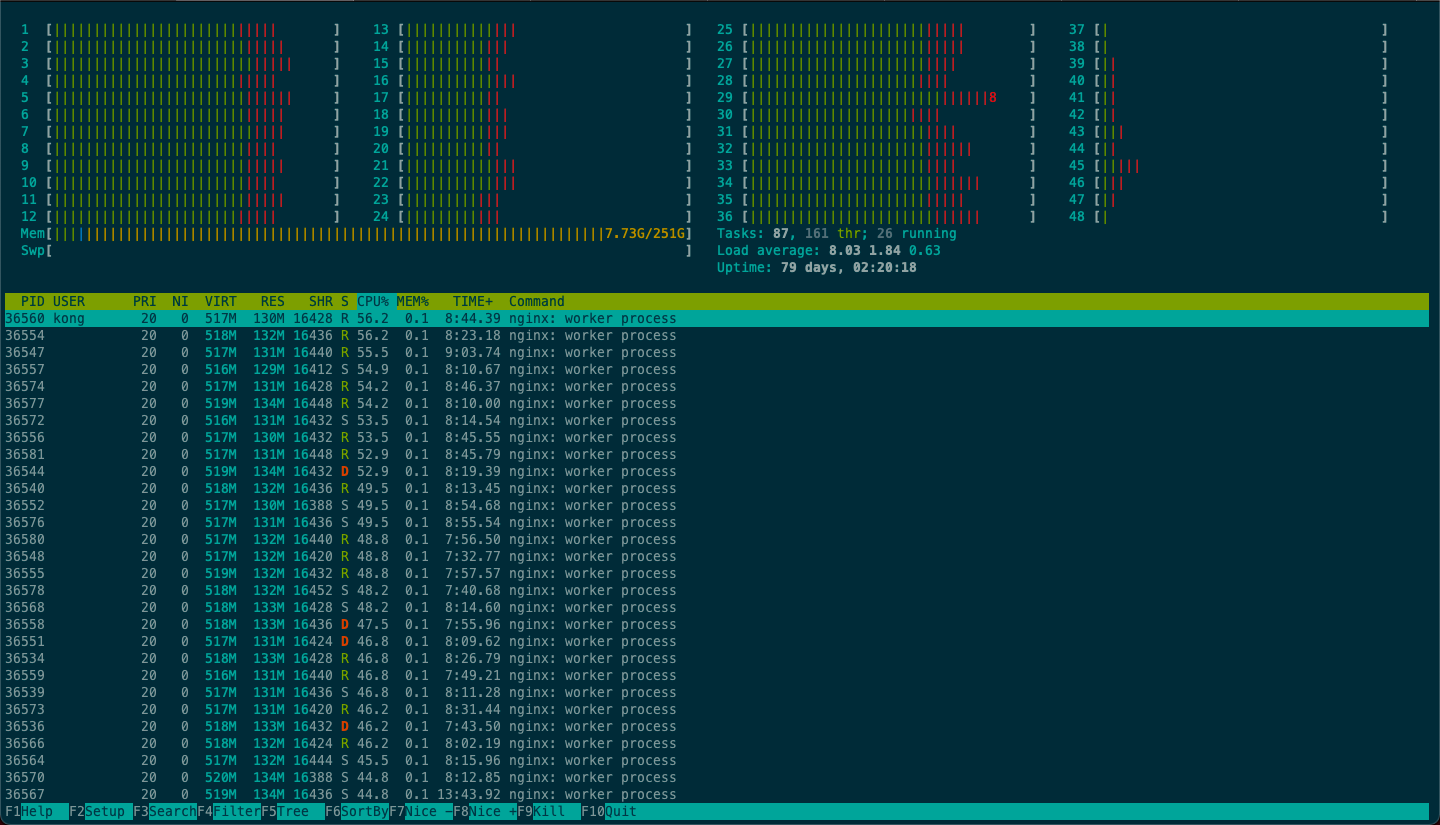 1 [ ] 13 [ ] 25 [ ] 37 [ ]
2 [ ] 14 [ ] 26 [ ] 38 [ ]
3 [ ] 15 [ ] 27 [ ] 39 [ ]
4 [ ] 16 [ ] 28 [ ] 40 [ ]
5 [ ] 17 [ ] 29 [ 8 ] 41 [ ]
6 [ ] 18 [ ] 30 [ ] 42 [ ]
7 [ ] 19 [ ] 31 [ ] 43 [ ]
8 [ ] 20 [ ] 32 [ ] 44 [ ]
9 [ ] 21 [ ] 33 [ ] 45 [ ]
10 [ ] 22 [ ] 34 [ ] 46 [ ]
11 [ ] 23 [ ] 35 [ ] 47 [ ]
12 [ ] 24 [ ] 36 [ ] 48 [ ]
Mem[ 7.73G/251G] Tasks: 87, 161 thr; 26 running
Swp[ ] Load average: 8.03 1.84 0.63
Uptime: 79 days, 02:20:18
PID USER PRI NI VIRT RES SHR S CPU% MEM% TIME+ Command
36560 kong 20 0 517M 130M 16428 R 56.2 0.1 8:44.39 nginx: worker process
36554 20 0 518M 132M 16436 R 56.2 0.1 8:23.18 nginx: worker process
36547 20 0 517M 131M 16440 R 55.5 0.1 9:03.74 nginx: worker process
36557 20 0 516M 129M 16412 S 54.9 0.1 8:10.67 nginx: worker process
36574 20 0 517M 131M 16428 R 54.2 0.1 8:46.37 nginx: worker process
36577 20 0 519M 134M 16448 R 54.2 0.1 8:10.00 nginx: worker process
36572 20 0 516M 131M 16432 S 53.5 0.1 8:14.54 nginx: worker process
36556 20 0 517M 130M 16432 R 53.5 0.1 8:45.55 nginx: worker process
36581 20 0 517M 131M 16448 R 52.9 0.1 8:45.79 nginx: worker process
36544 20 0 519M 134M 16432 D 52.9 0.1 8:19.39 nginx: worker process
36540 20 0 518M 132M 16436 R 49.5 0.1 8:13.45 nginx: worker process
36552 20 0 517M 130M 16388 S 49.5 0.1 8:54.68 nginx: worker process
36576 20 0 517M 131M 16436 S 49.5 0.1 8:55.54 nginx: worker process
36580 20 0 517M 132M 16440 R 48.8 0.1 7:56.50 nginx: worker process
36548 20 0 517M 132M 16420 R 48.8 0.1 7:32.77 nginx: worker process
36555 20 0 519M 132M 16432 R 48.8 0.1 7:57.57 nginx: worker process
36578 20 0 518M 132M 16452 S 48.2 0.1 7:40.68 nginx: worker process
36568 20 0 518M 133M 16428 S 48.2 0.1 8:14.60 nginx: worker process
36558 20 0 518M 133M 16436 D 47.5 0.1 7:55.96 nginx: worker process
36551 20 0 517M 131M 16424 D 46.8 0.1 8:09.62 nginx: worker process
36534 20 0 518M 133M 16428 R 46.8 0.1 8:26.79 nginx: worker process
36559 20 0 516M 131M 16440 R 46.8 0.1 7:49.21 nginx: worker process
36539 20 0 517M 131M 16436 S 46.8 0.1 8:11.28 nginx: worker process
36573 20 0 517M 131M 16420 R 46.2 0.1 8:31.44 nginx: worker process
36536 20 0 518M 133M 16432 D 46.2 0.1 7:43.50 nginx: worker process
36566 20 0 518M 132M 16424 R 46.2 0.1 8:02.19 nginx: worker process
36564 20 0 517M 132M 16444 S 45.5 0.1 8:15.96 nginx: worker process
36570 20 0 520M 134M 16388 S 44.8 0.1 8:12.85 nginx: worker process
36567 20 0 519M 134M 16436 S 44.8 0.1 13:43.92 nginx: worker process
F1Help F2Setup F3SearchF4FilterF5Tree F6SortByF7Nice -F8Nice +F9Kill F10Quit